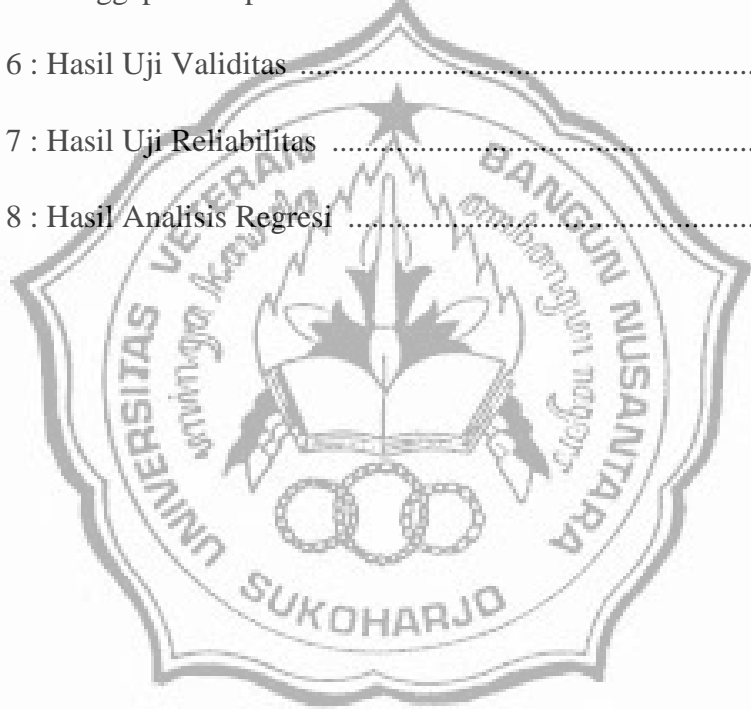 6 : Hasil Uji Validitas ..........................................................
7 : Hasil Uji Reliabilitas ......................................................
8 : Hasil Analisis Regresi ....................................................
UNIVERSITAS VETERAN BANGUN NUSANTARA
SUKOHARJO